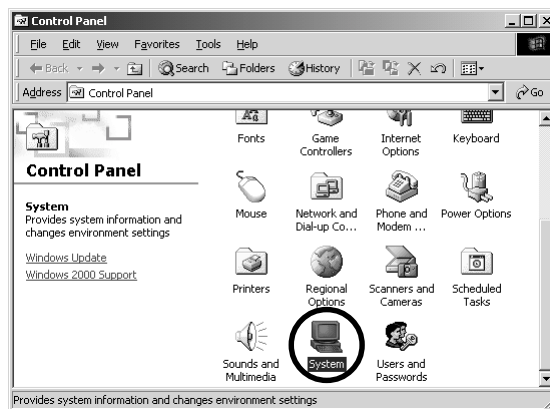 Control Panel
File Edit View Favorites Tools Help
Back Search Folders History
Address Control Panel Go
Control Panel
System
Provides system information and
changes environment settings
Windows Update
Windows 2000 Support
Fonts
Game
Controllers
Internet
Options
Keyboard
Mouse
Network and
Dial-up Co...
Phone and
Modem ...
Power Options
Printers
Regional
Options
Scanners and
Cameras
Scheduled
Tasks
Sounds and
Multimedia
System
Users and
Passwords
Provides system information and changes environment settings